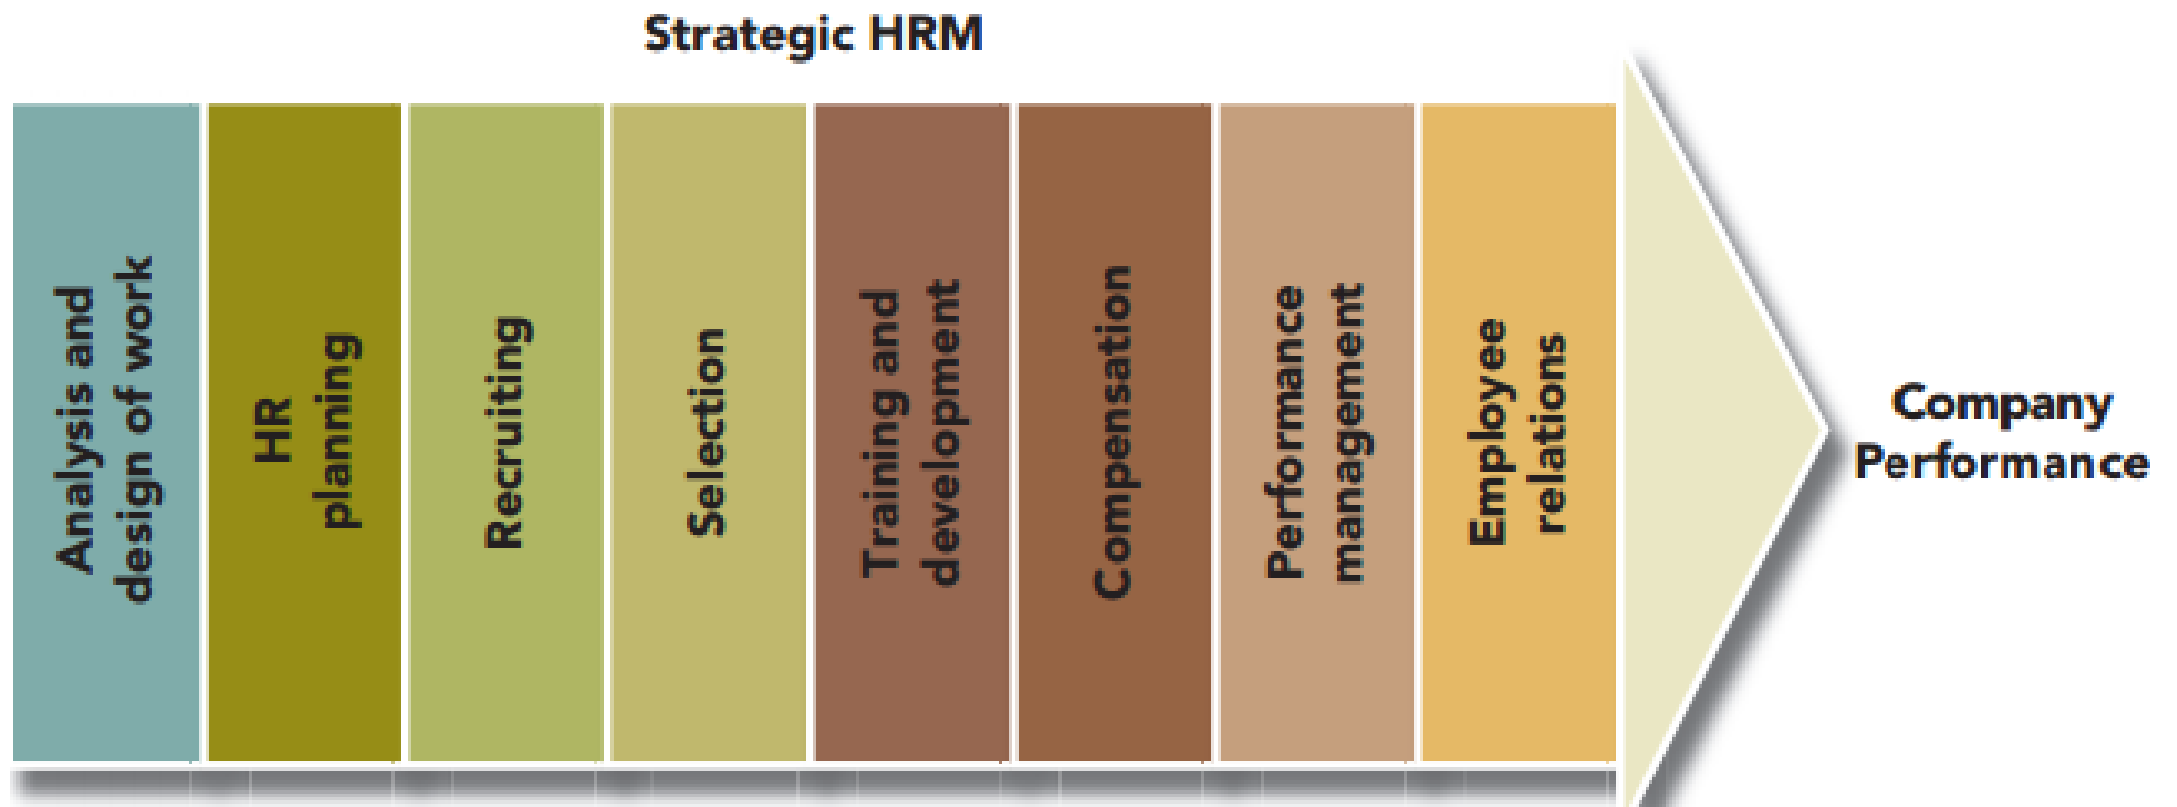 Strategic HRM
Analysis and
design of work
HR
planning
Recruiting
Selection
Training and
development
Compensation
Performance
management
Employee
relations
Company
Performance